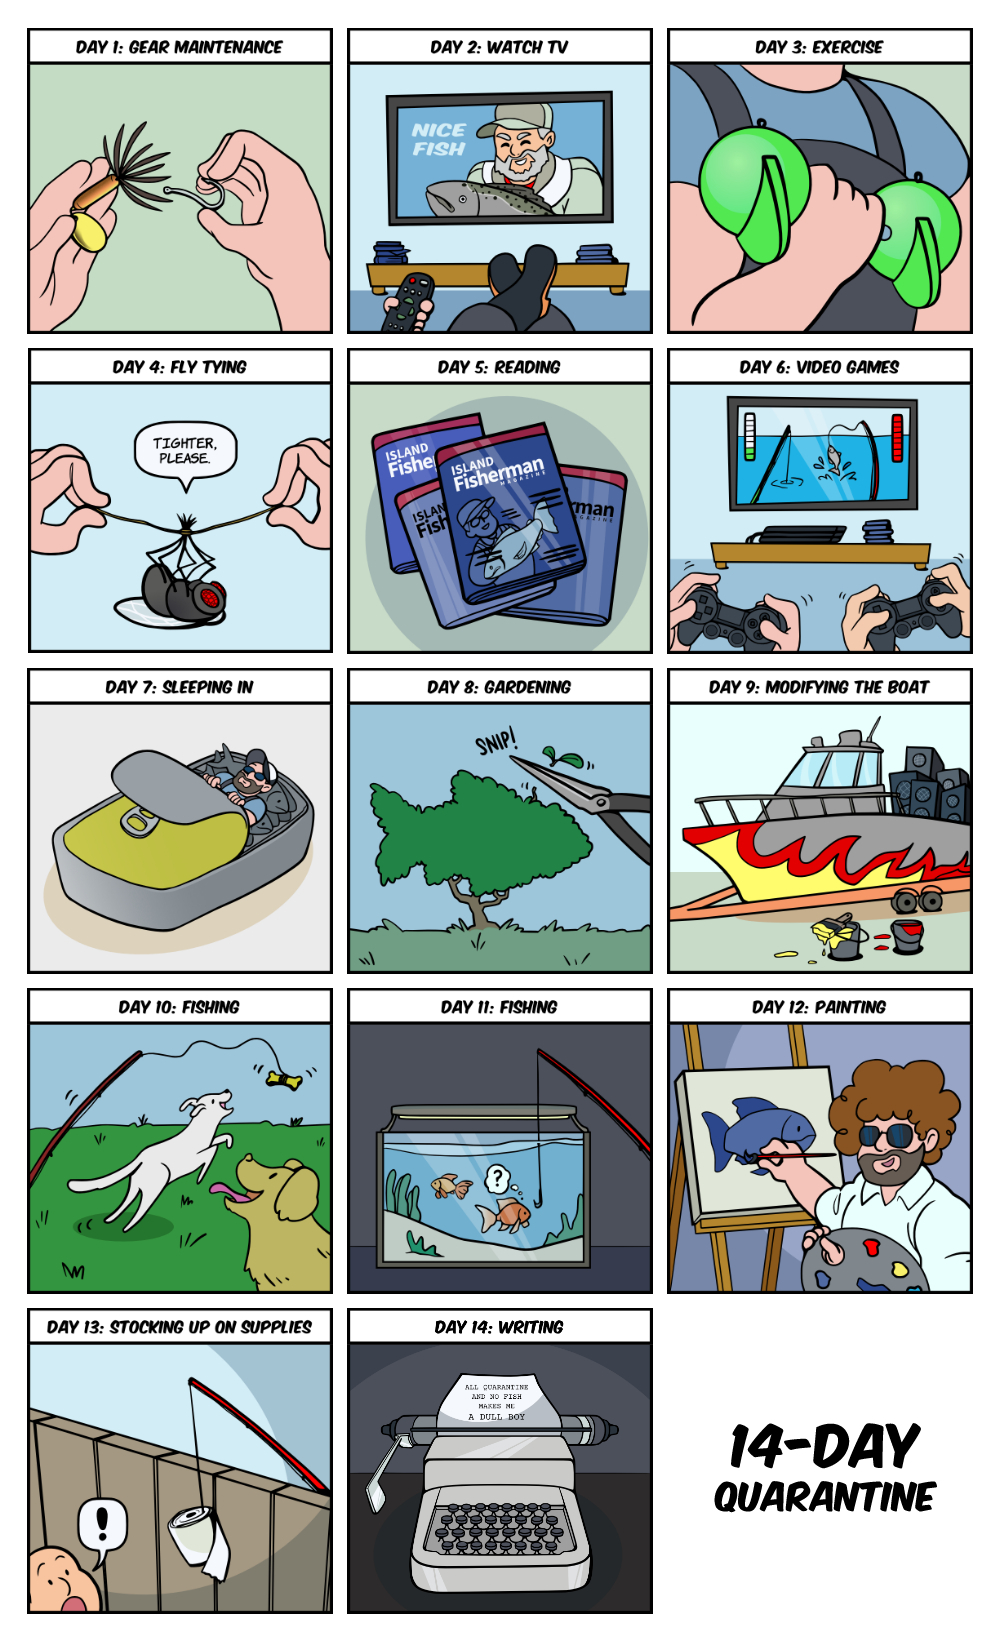 DAY 1: GEAR MAINTENANCE
DAY 2: WATCH TV
NICE
FISH
DAY 3: EXERCISE
DAY 4: FLY TYING
TIGHTER,
PLEASE.
DAY 5: READING
ISLAND
Fishe
ISLAND
Fisherman
MAGAZINE
ISLAN
Fish
rman
GAZINE
DAY 6: VIDEO GAMES
DAY 7: SLEEPING IN
DAY 8: GARDENING
SNIP!
DAY 9: MODIFYING THE BOAT
DAY 10: FISHING
DAY 11: FISHING
?
DAY 12: PAINTING
DAY 13: STOCKING UP ON SUPPLIES
!
DAY 14: WRITING
ALL QUARANTINE
AND NO FISH
MAKES ME
A DULL BOY
14-DAY
QUARANTINE